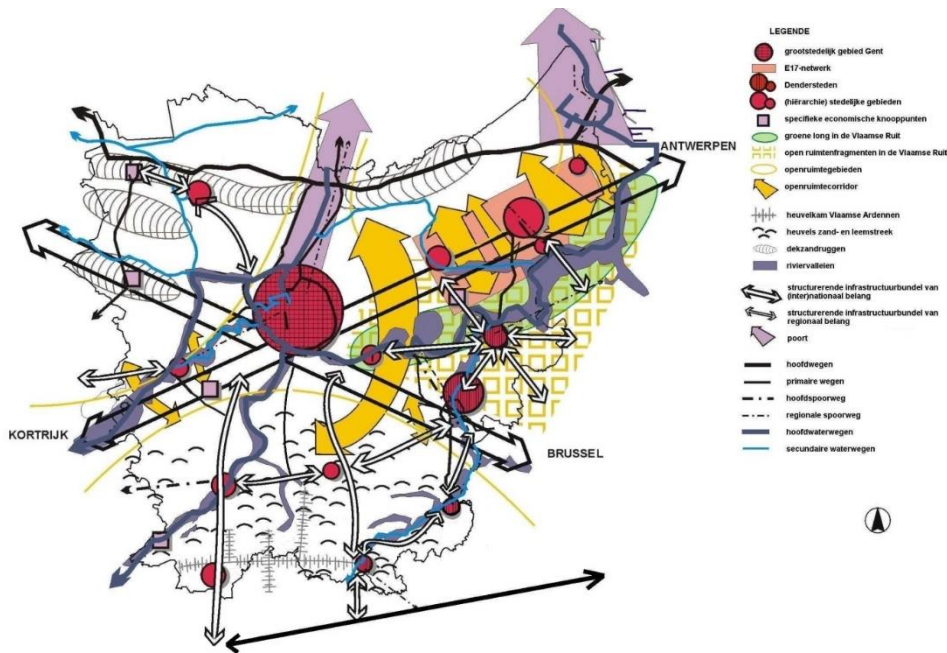 LEGENDE
grootstedelijk gebied Gent
E17-netwerk
Dendersteden
(hiërarchie) stedelijke gebieden
specifieke economische knooppunten
groene long in de Vlaamse Ruit
open ruimtenfragmenten in de Vlaamse Ruit
openruimtegebieden
openruimtecorridor
heuvelkam Vlaamse Ardennen
heuvels zand- en leemstreek
dekzandruggen
riviervalleien
structurerende infrastructuurbundel van
(inter)nationaal belang
structurerende infrastructuurbundel van
regionaal belang
poort
hoofdwegen
primaire wegen
hoofdspoorweg
regionale spoorweg
hoofdwaterwegen
secundaire waterwegen
ANTWERPEN
KORTRIJK
BRUSSEL